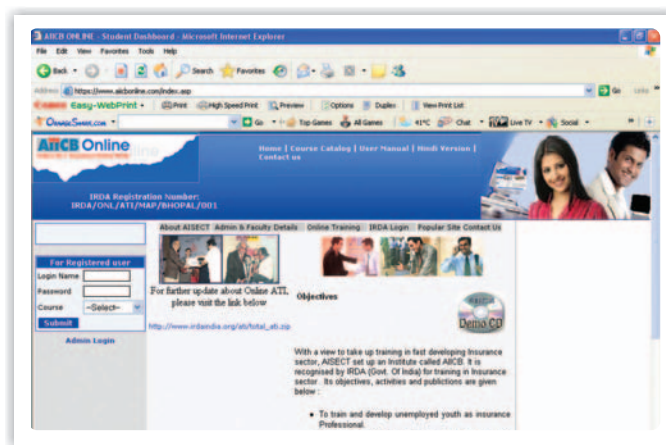 AIICB ONLINE - Student Dashboard - Microsoft Internet Explorer
File Edit View Favorites Tools Help
Back Search Favorites
Address https://www.aiicbonline.com/index.asp Go Links
Easy-WebPrint Print High Speed Print Preview Options Duplex View Print List
Go Top Games All Games 41°C Chat Live TV Social
AIICB Online
Home | Course Catalog | User Manual | Hindi Version |
Contact us
IRDA Registration Number:
IRDA/ONL/ATI/MAP/BHOPAL/001
About AISECT Admin & Faculty Details Online Training IRDA Login Popular Site Contact Us
For Registered user
Login Name
Password
Course --Select--
Submit
Admin Login
For further update about Online ATI,
please visit the link below
http://www.irdaindia.org/ati/total_ati.zip
Objectives
Demo CD
With a view to take up training in fast developing Insurance
sector, AISECT set up an Institute called AIICB. It is
recognised by IRDA (Govt. Of India) for training in Insurance
sector . Its objectives, activities and publictions are given
below :
• To train and develop unemployed youth as insurance
Professional.